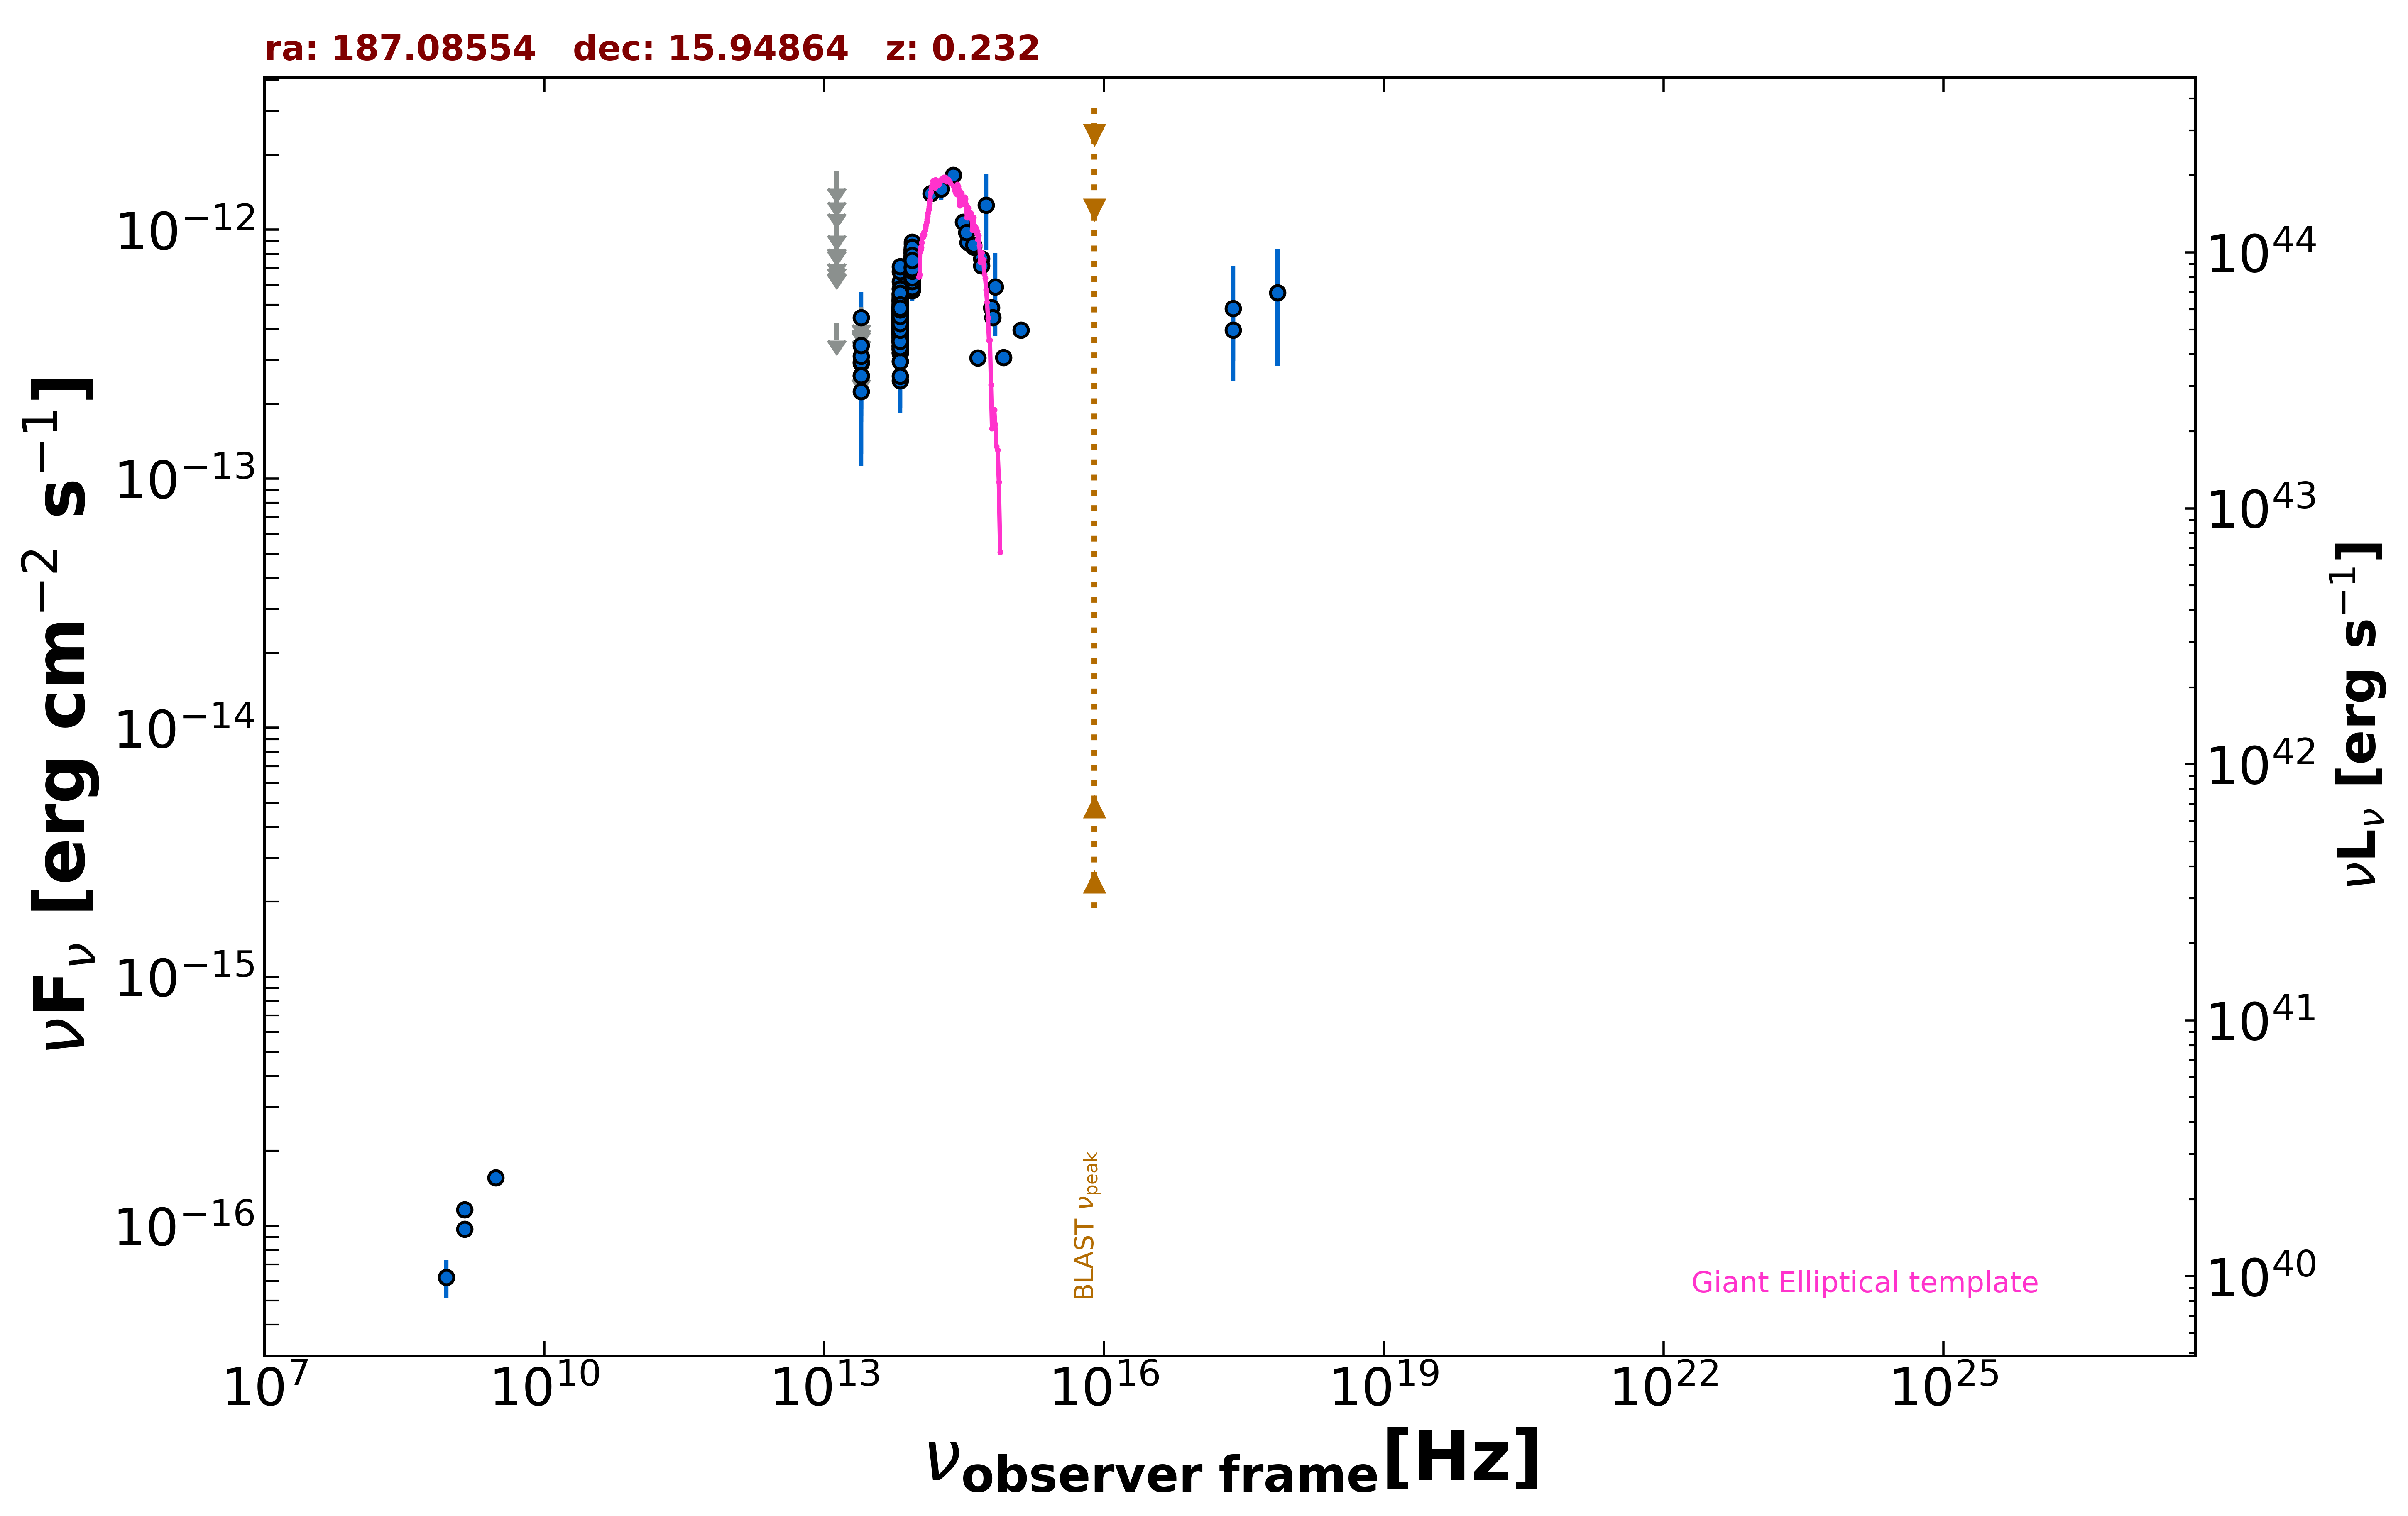 ra: 187.08554 dec: 15.94864 z: 0.232
νFν [erg cm⁻² s⁻¹]
10⁻¹²
10⁻¹³
10⁻¹⁴
10⁻¹⁵
10⁻¹⁶
10⁴⁴
10⁴³
10⁴²
10⁴¹
10⁴⁰
νLν [erg s⁻¹]
BLAST νpeak
Giant Elliptical template
10⁷ 10¹⁰ 10¹³ 10¹⁶ 10¹⁹ 10²² 10²⁵
νobserver frame[Hz]